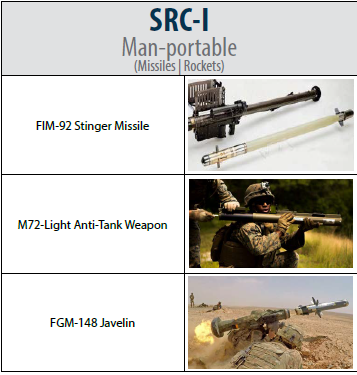 SRC-I
Man-portable
(Missiles | Rockets)
FIM-92 Stinger Missile
M72-Light Anti-Tank Weapon
FGM-148 Javelin